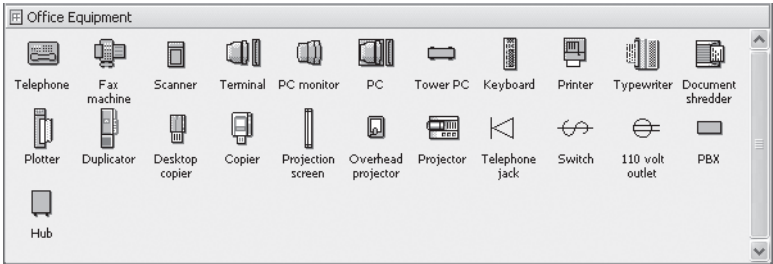 Office Equipment
Telephone Fax machine Scanner Terminal PC monitor PC Tower PC Keyboard Printer Typewriter Document shredder
Plotter Duplicator Desktop copier Copier Projection screen Overhead projector Projector Telephone jack Switch 110 volt outlet PBX
Hub